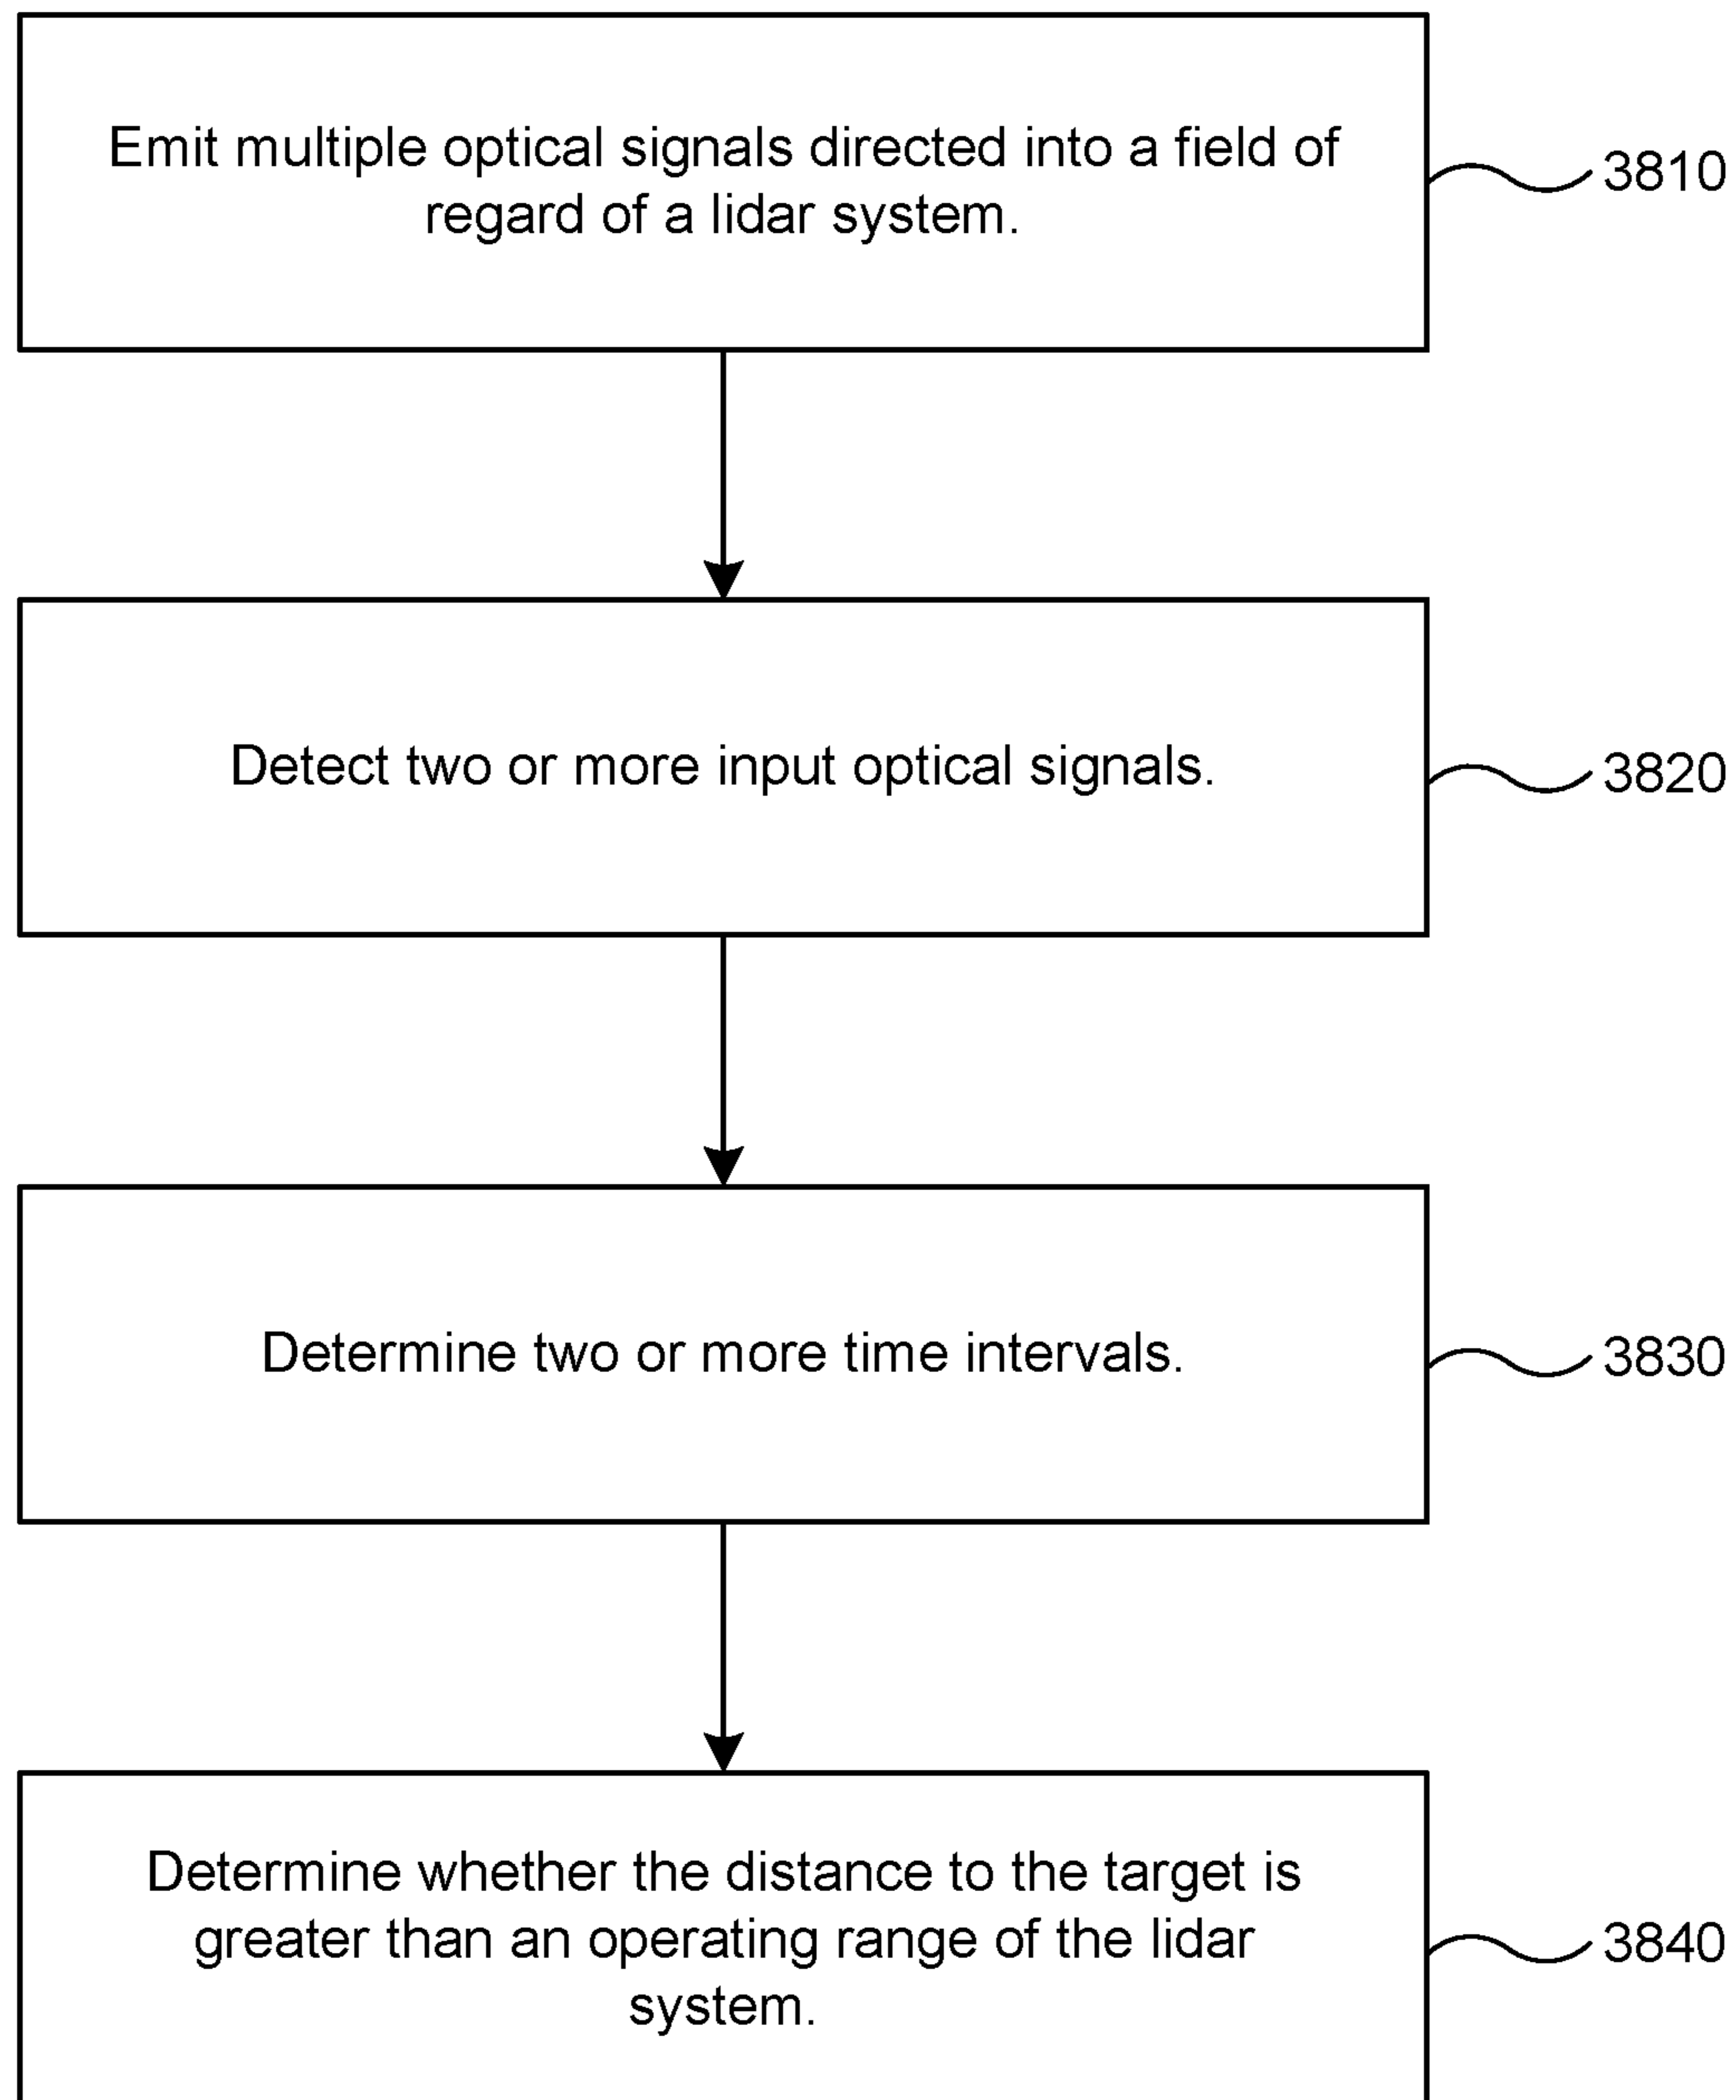 Emit multiple optical signals directed into a field of
regard of a lidar system.
3810
Detect two or more input optical signals.
3820
Determine two or more time intervals.
3830
Determine whether the distance to the target is
greater than an operating range of the lidar
system.
3840